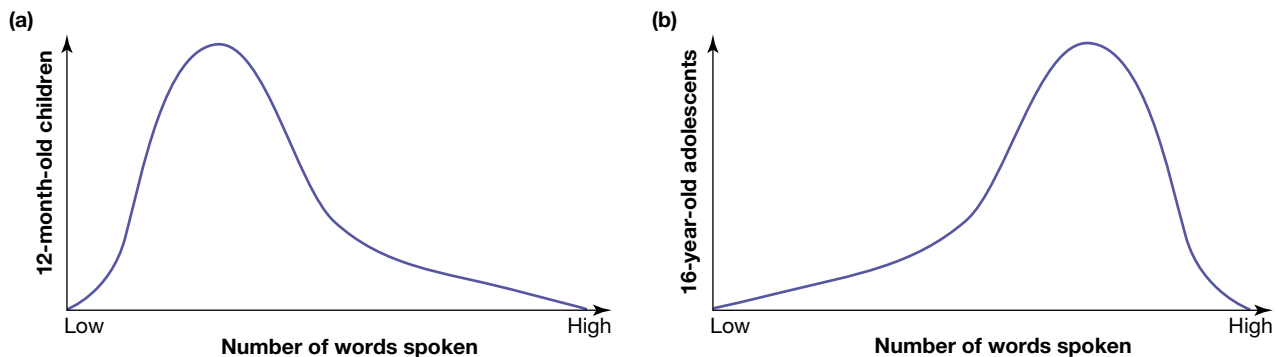 (a)
12-month-old children
Low
High
Number of words spoken
(b)
16-year-old adolescents
Low
High
Number of words spoken